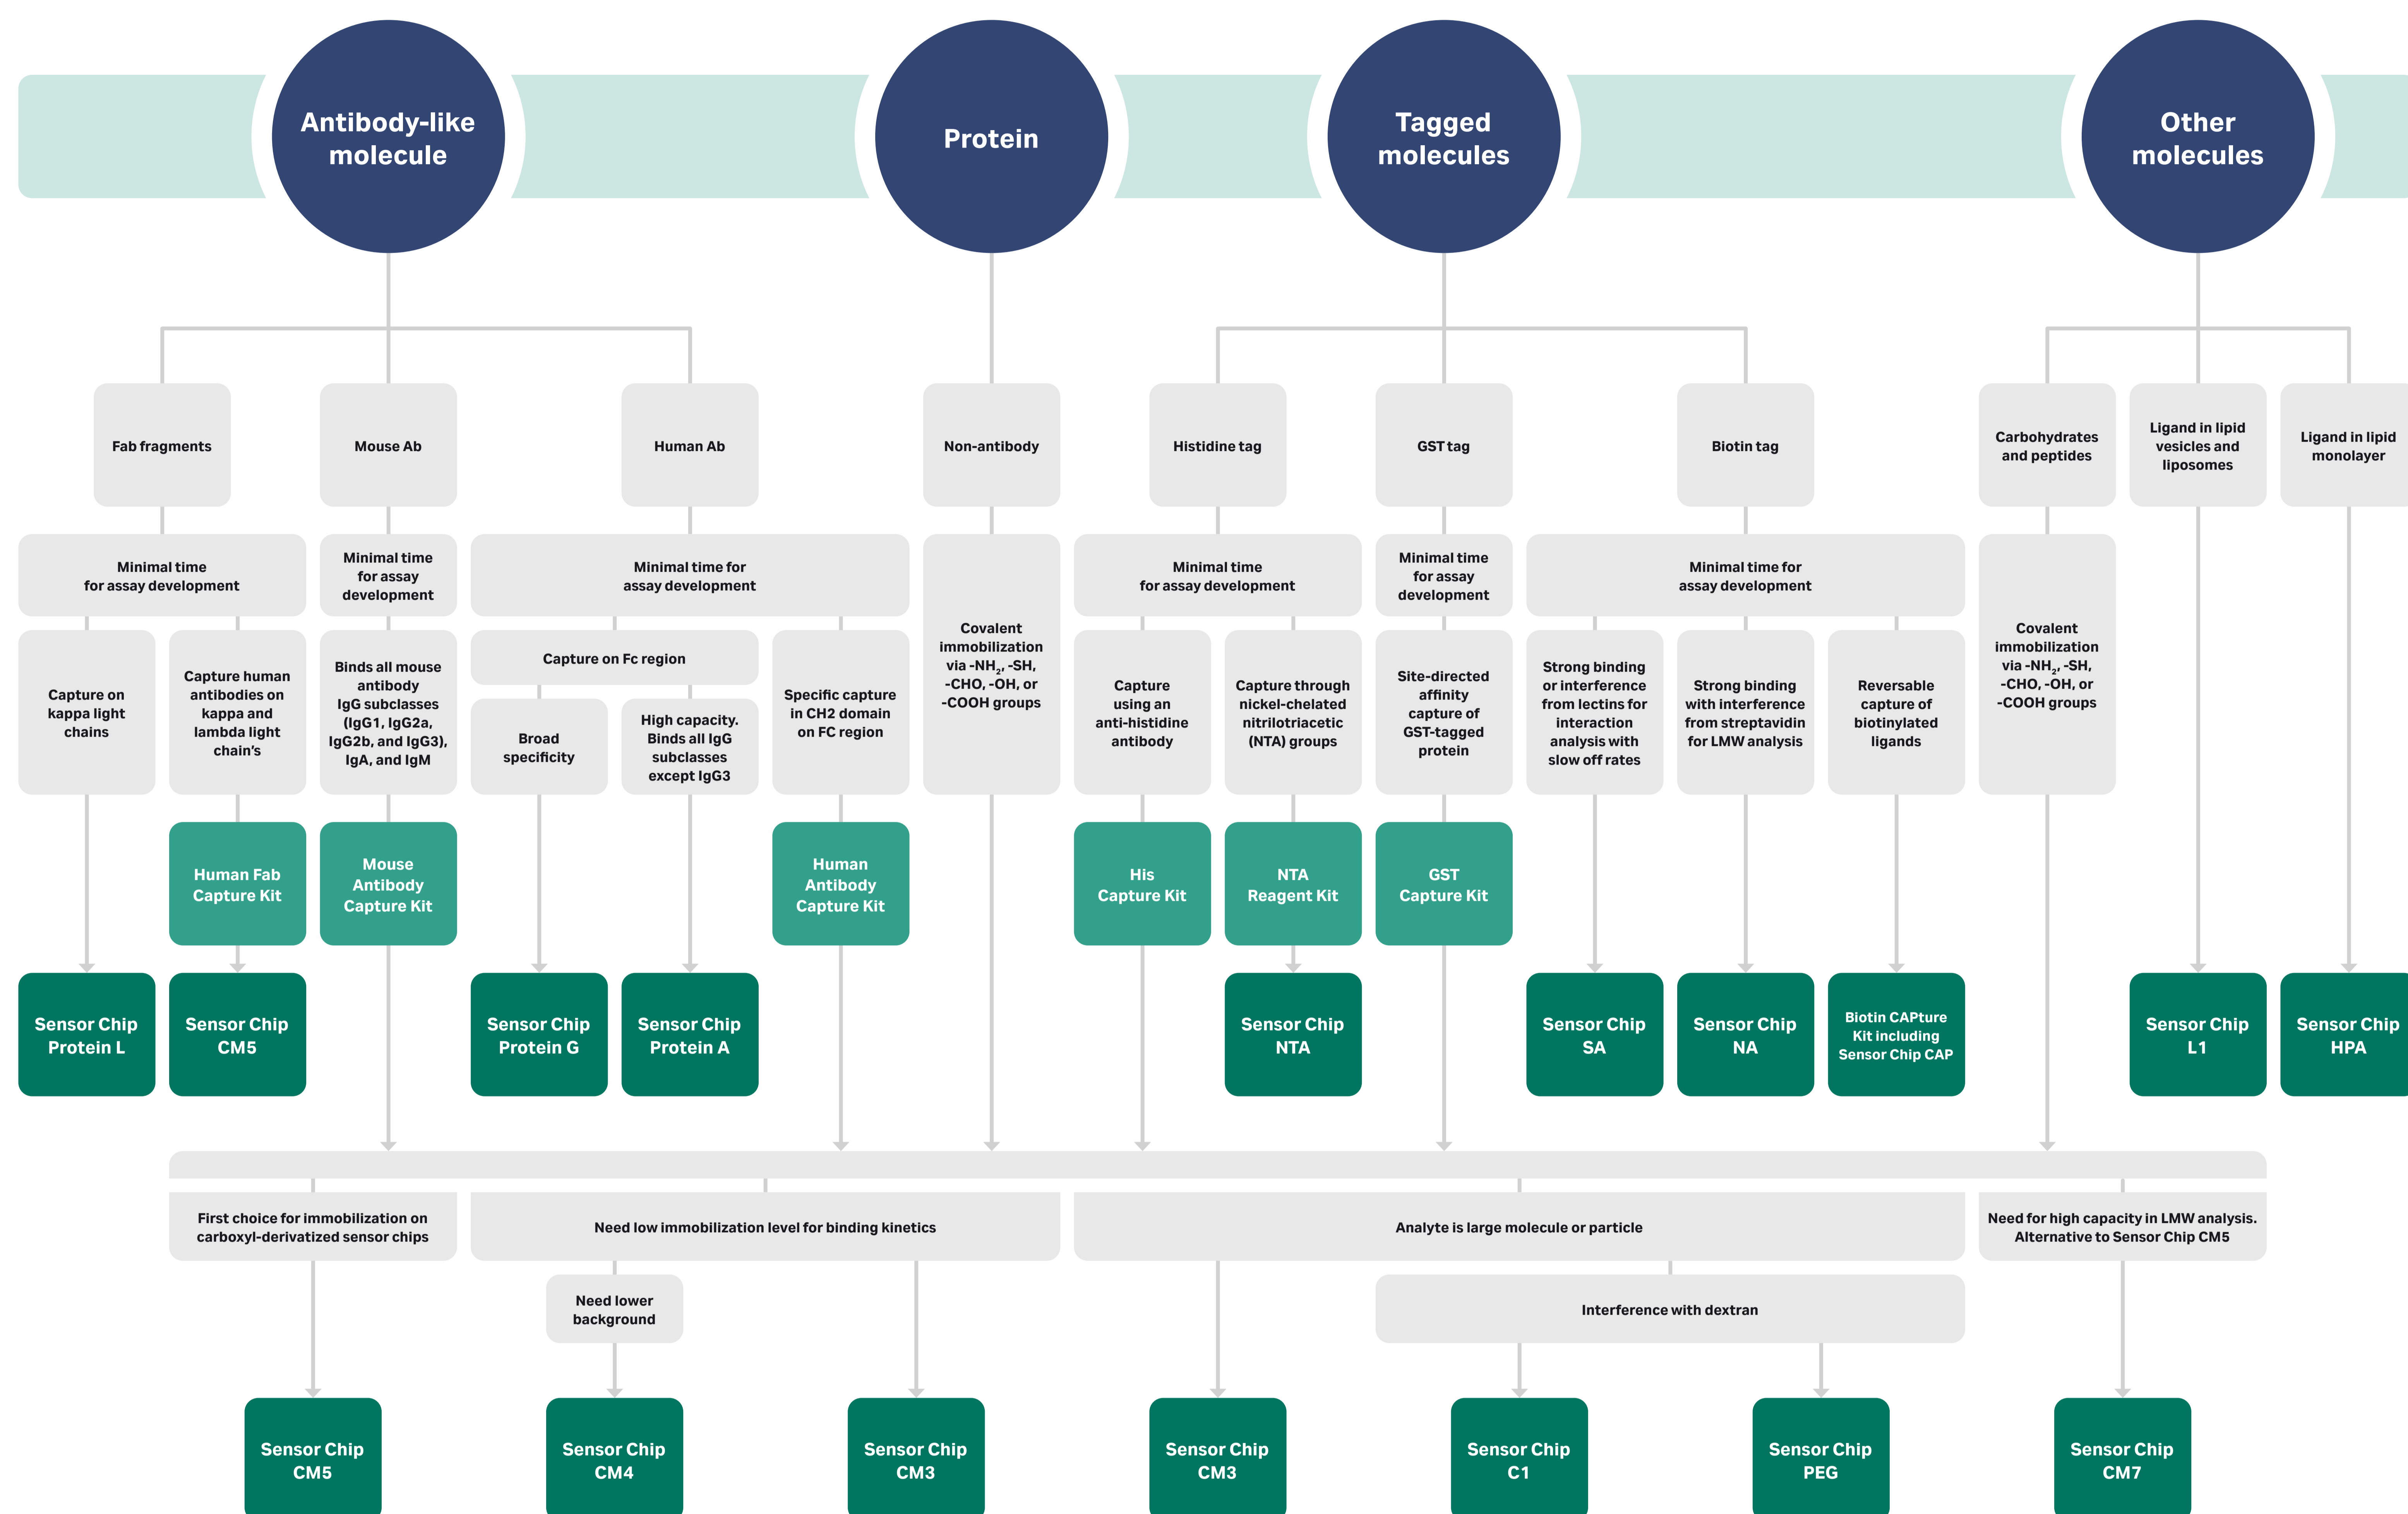 Antibody-like
molecule
Protein
Tagged
molecules
Other
molecules
Fab fragments
Mouse Ab
Human Ab
Non-antibody
Histidine tag
GST tag
Biotin tag
Carbohydrates
and peptides
Ligand in lipid
vesicles and
liposomes
Ligand in lipid
monolayer
Minimal time
for assay development
Minimal time
for assay
development
Minimal time for
assay development
Covalent
immobilization
via -NH₂, -SH,
-CHO, -OH, or
-COOH groups
Minimal time
for assay development
Minimal time
for assay
development
Minimal time for
assay development
Covalent
immobilization
via -NH₂, -SH,
-CHO, -OH, or
-COOH groups
Capture on
kappa light
chains
Capture human
antibodies on
kappa and
lambda light
chain's
Binds all mouse
antibody
IgG subclasses
(IgG1, IgG2a,
IgG2b, and IgG3),
IgA, and IgM
Capture on Fc region
Broad
specificity
High capacity.
Binds all IgG
subclasses
except IgG3
Specific capture
in CH2 domain
on FC region
Capture
using an
anti-histidine
antibody
Capture through
nickel-chelated
nitrilotriacetic
(NTA) groups
Site-directed
affinity
capture of
GST-tagged
protein
Strong binding
or interference
from lectins for
interaction
analysis with
slow off rates
Strong binding
with interference
from streptavidin
for LMW analysis
Reversable
capture of
biotinylated
ligands
Human Fab
Capture Kit
Mouse
Antibody
Capture Kit
Human
Antibody
Capture Kit
His
Capture Kit
NTA
Reagent Kit
GST
Capture Kit
Sensor Chip
Protein L
Sensor Chip
CM5
Sensor Chip
Protein G
Sensor Chip
Protein A
Sensor Chip
NTA
Sensor Chip
SA
Sensor Chip
NA
Biotin CAPture
Kit including
Sensor Chip CAP
Sensor Chip
L1
Sensor Chip
HPA
First choice for immobilization on
carboxyl-derivatized sensor chips
Need low immobilization level for binding kinetics
Analyte is large molecule or particle
Need for high capacity in LMW analysis.
Alternative to Sensor Chip CM5
Need lower
background
Interference with dextran
Sensor Chip
CM5
Sensor Chip
CM4
Sensor Chip
CM3
Sensor Chip
CM3
Sensor Chip
C1
Sensor Chip
PEG
Sensor Chip
CM7